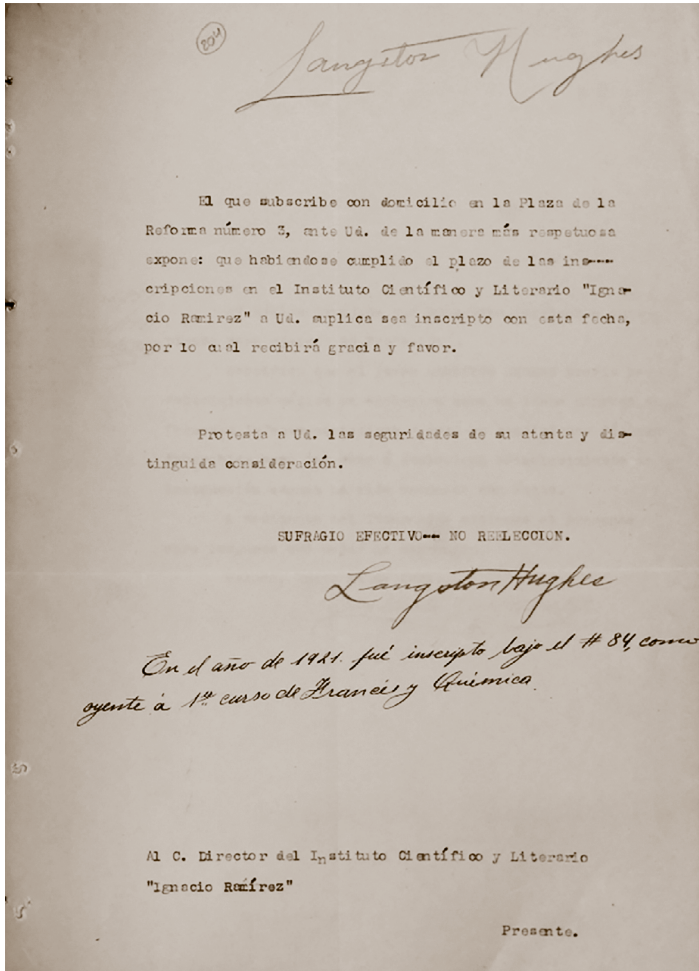 204
Langston Hughes
El que subscribe con domicilio en la Plaza de la
Reforma número 3, ante Ud. de la manera más respetuosa
expone: que habiendose cumplido el plazo de las ins---
cripciones en el Instituto Científico y Literario "Igna-
cio Ramirez" a Ud. suplica sea inscripto con esta fecha,
por lo cual recibirá gracia y favor.
Protesta a Ud. las seguridades de su atenta y dis-
tinguida consideración.
SUFRAGIO EFECTIVO-- NO REELECCION.
Langston Hughes
En el año de 1921. fué inscripto bajo el # 84, como
oyente á 1er curso de Francés y Química.
Al C. Director del Instituto Científico y Literario
"Ignacio Ramírez"
Presente.